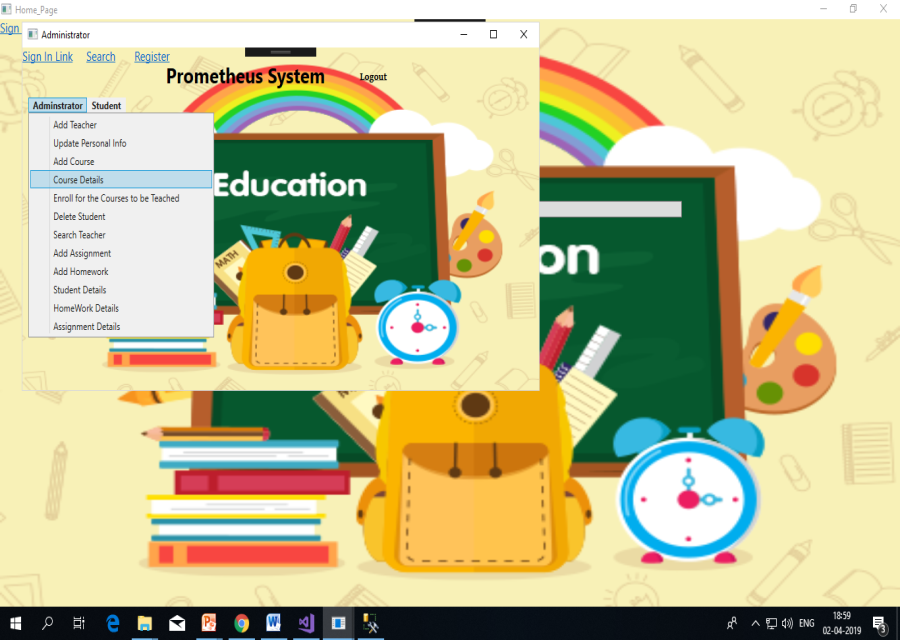 Home_Page
Sign
Administrator
Sign In Link Search Register
Prometheus System
Logout
Adminstrator Student
Add Teacher
Update Personal Info
Add Course
Course Details
Enroll for the Courses to be Teached
Delete Student
Search Teacher
Add Assignment
Add Homework
Student Details
HomeWork Details
Assignment Details
Education
MATH
on
ENG
18:59
02-04-2019
3